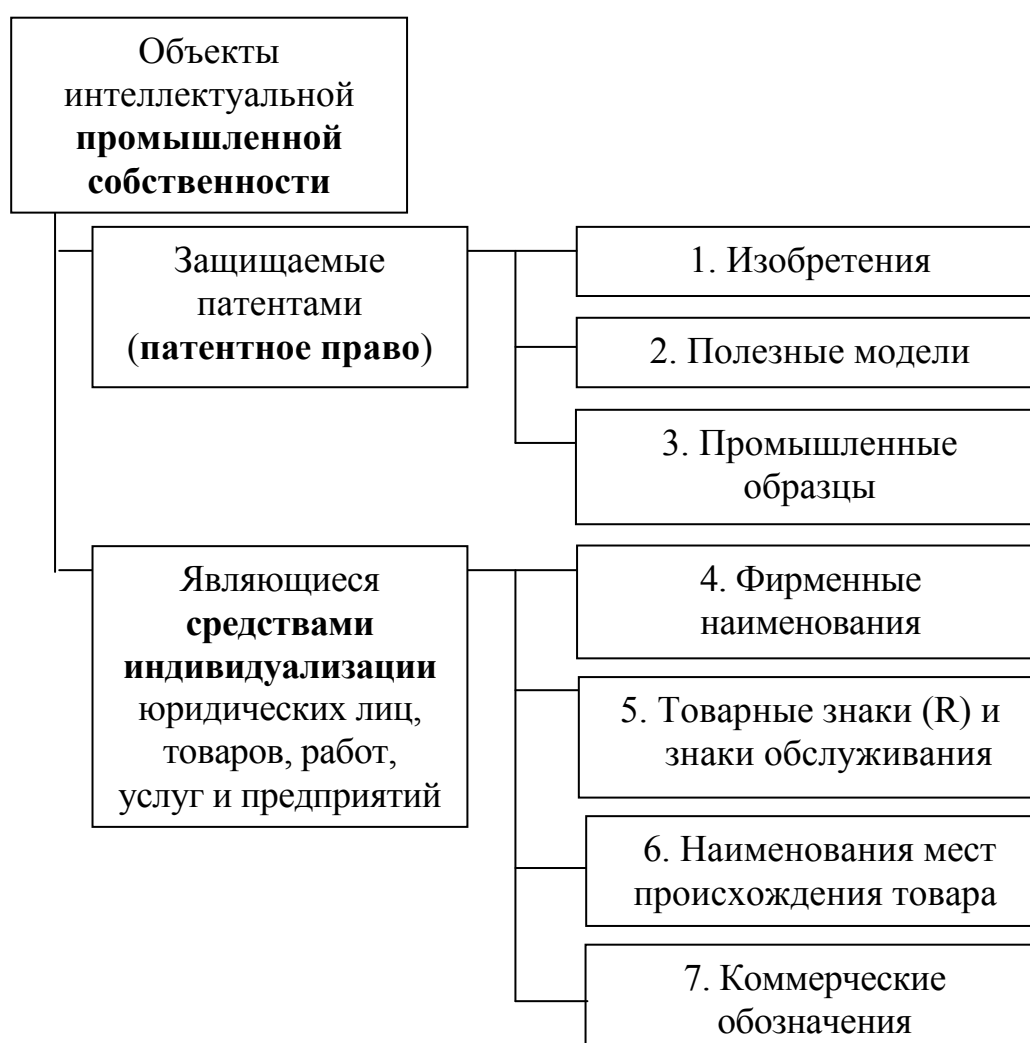 Объекты
интеллектуальной
промышленной
собственности
Защищаемые
патентами
(патентное право)
1. Изобретения
2. Полезные модели
3. Промышленные
образцы
Являющиеся
средствами
индивидуализации
юридических лиц,
товаров, работ,
услуг и предприятий
4. Фирменные
наименования
5. Товарные знаки (R) и
знаки обслуживания
6. Наименования мест
происхождения товара
7. Коммерческие
обозначения